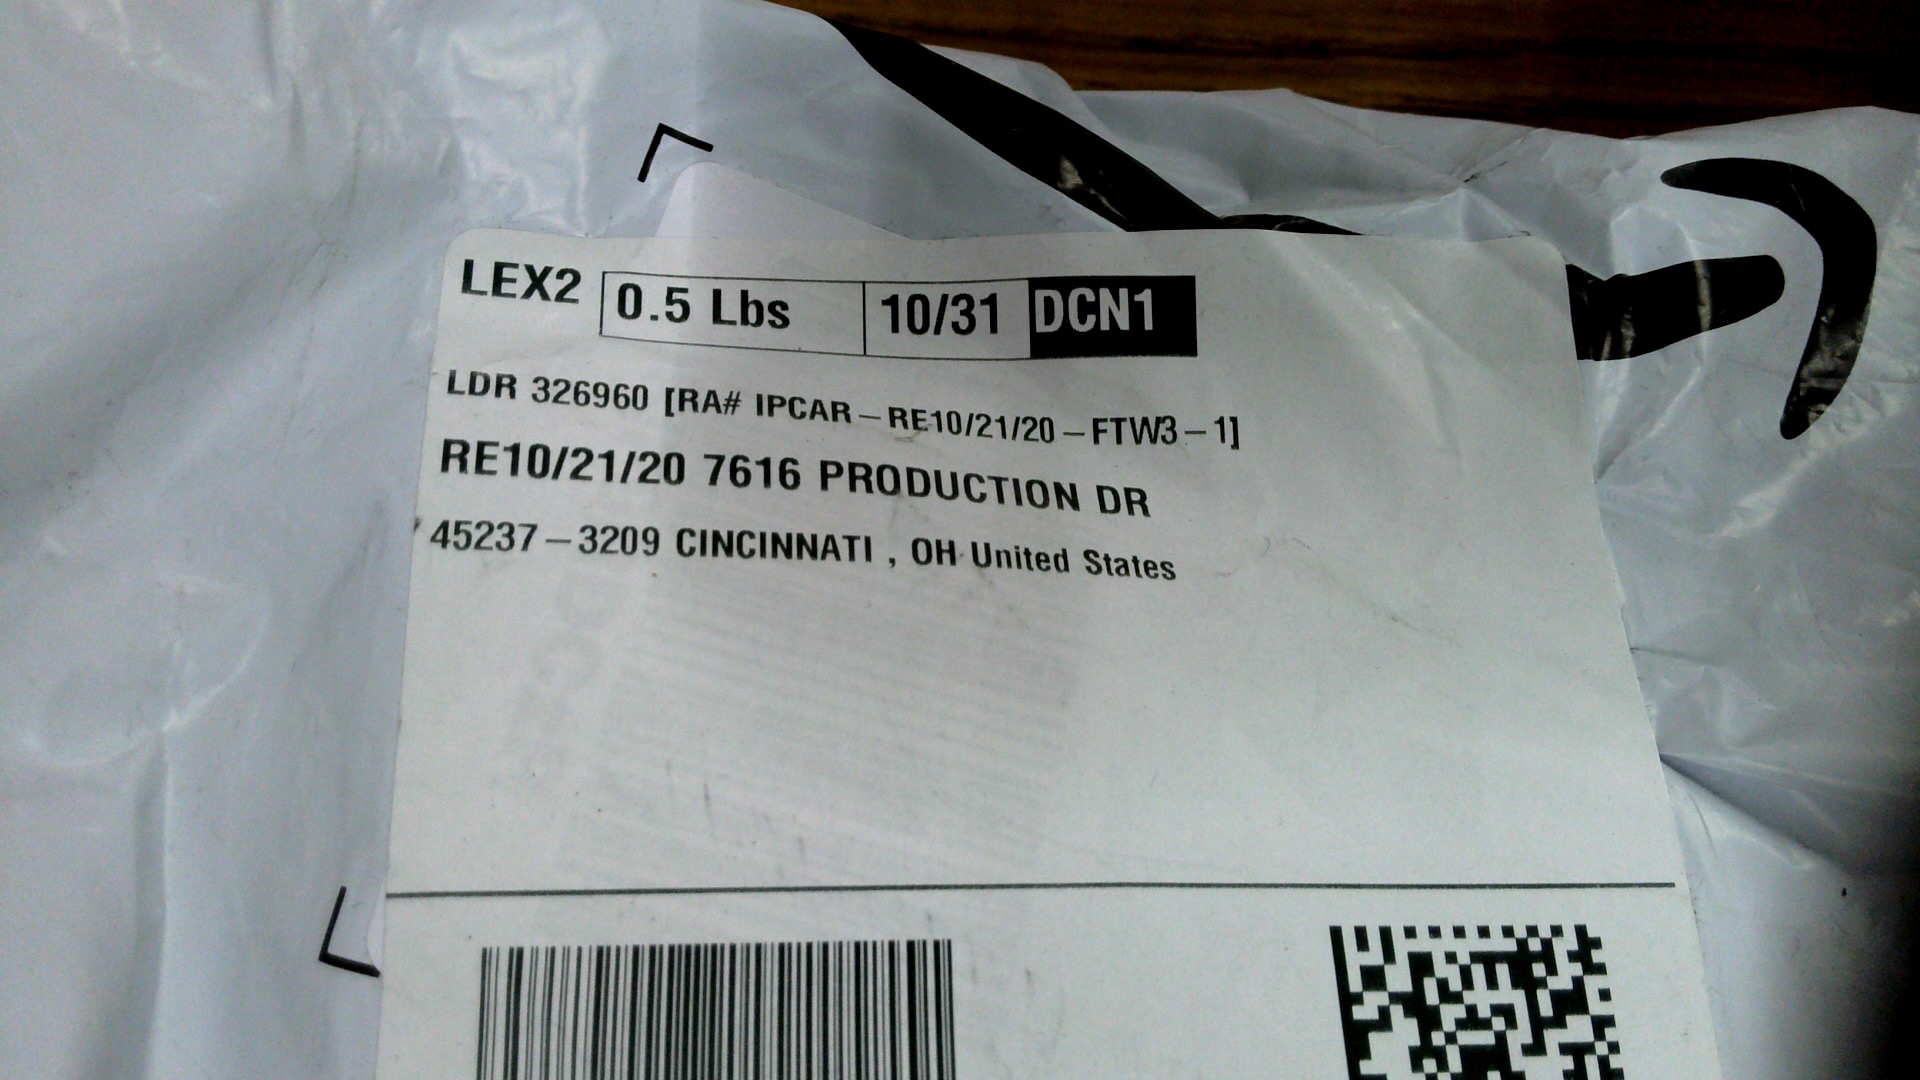 LEX2 0.5 Lbs 10/31 DCN1
LDR 326960 [RA# IPCAR-RE10/21/20-FTW3-1]
RE10/21/20 7616 PRODUCTION DR
45237-3209 CINCINNATI , OH United States